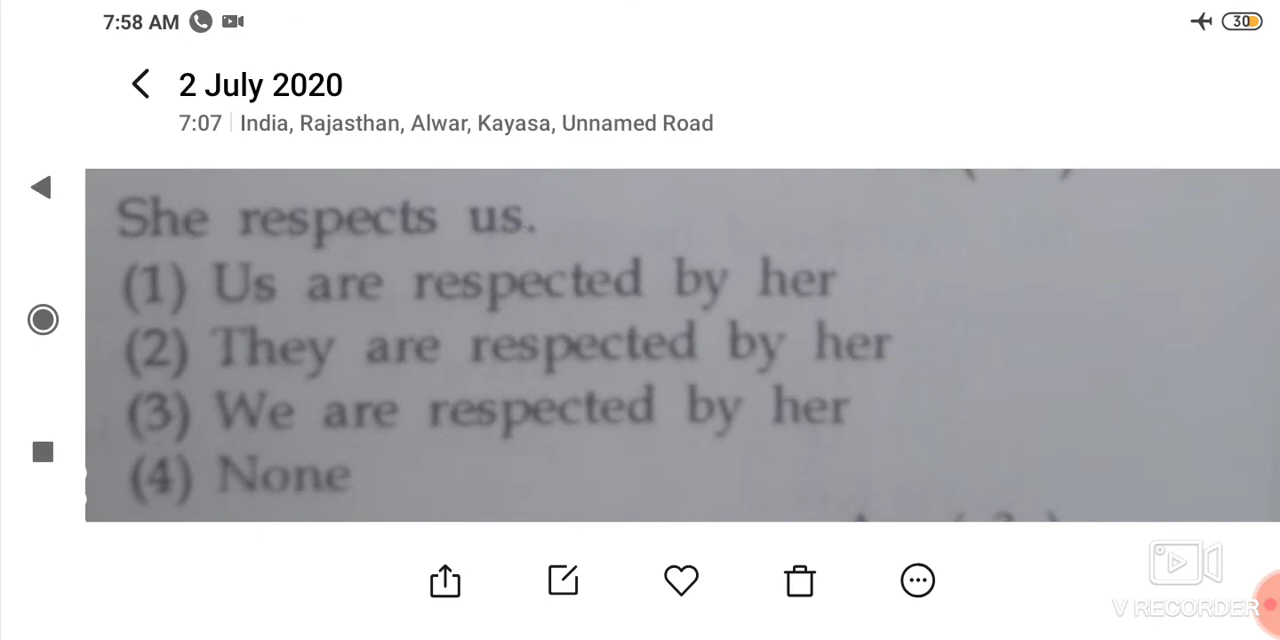 7:58 AM
30
2 July 2020
7:07 India, Rajasthan, Alwar, Kayasa, Unnamed Road
She respects us.
(1) Us are respected by her
(2) They are respected by her
(3) We are respected by her
(4) None
V RECORDER